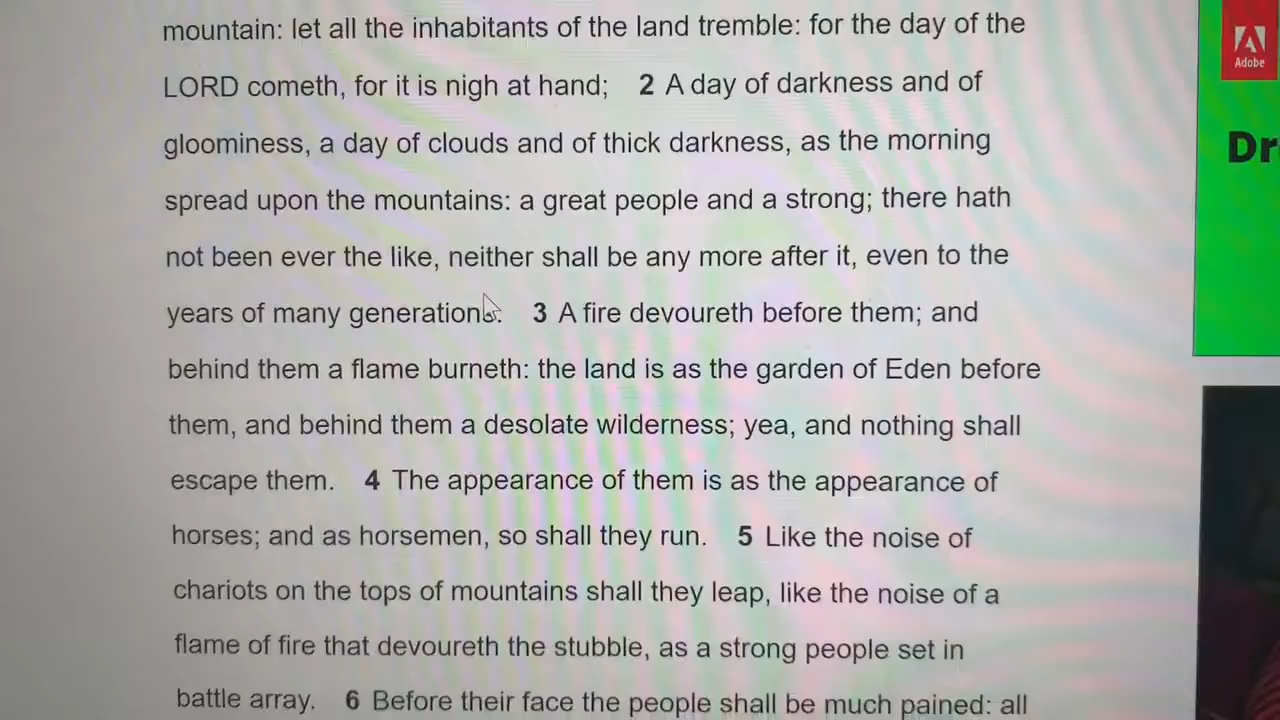 mountain: let all the inhabitants of the land tremble: for the day of the
LORD cometh, for it is nigh at hand; 2 A day of darkness and of
gloominess, a day of clouds and of thick darkness, as the morning
spread upon the mountains: a great people and a strong; there hath
not been ever the like, neither shall be any more after it, even to the
years of many generations. 3 A fire devoureth before them; and
behind them a flame burneth: the land is as the garden of Eden before
them, and behind them a desolate wilderness; yea, and nothing shall
escape them. 4 The appearance of them is as the appearance of
horses; and as horsemen, so shall they run. 5 Like the noise of
chariots on the tops of mountains shall they leap, like the noise of a
flame of fire that devoureth the stubble, as a strong people set in
battle array. 6 Before their face the people shall be much pained: all
Adobe
Dr